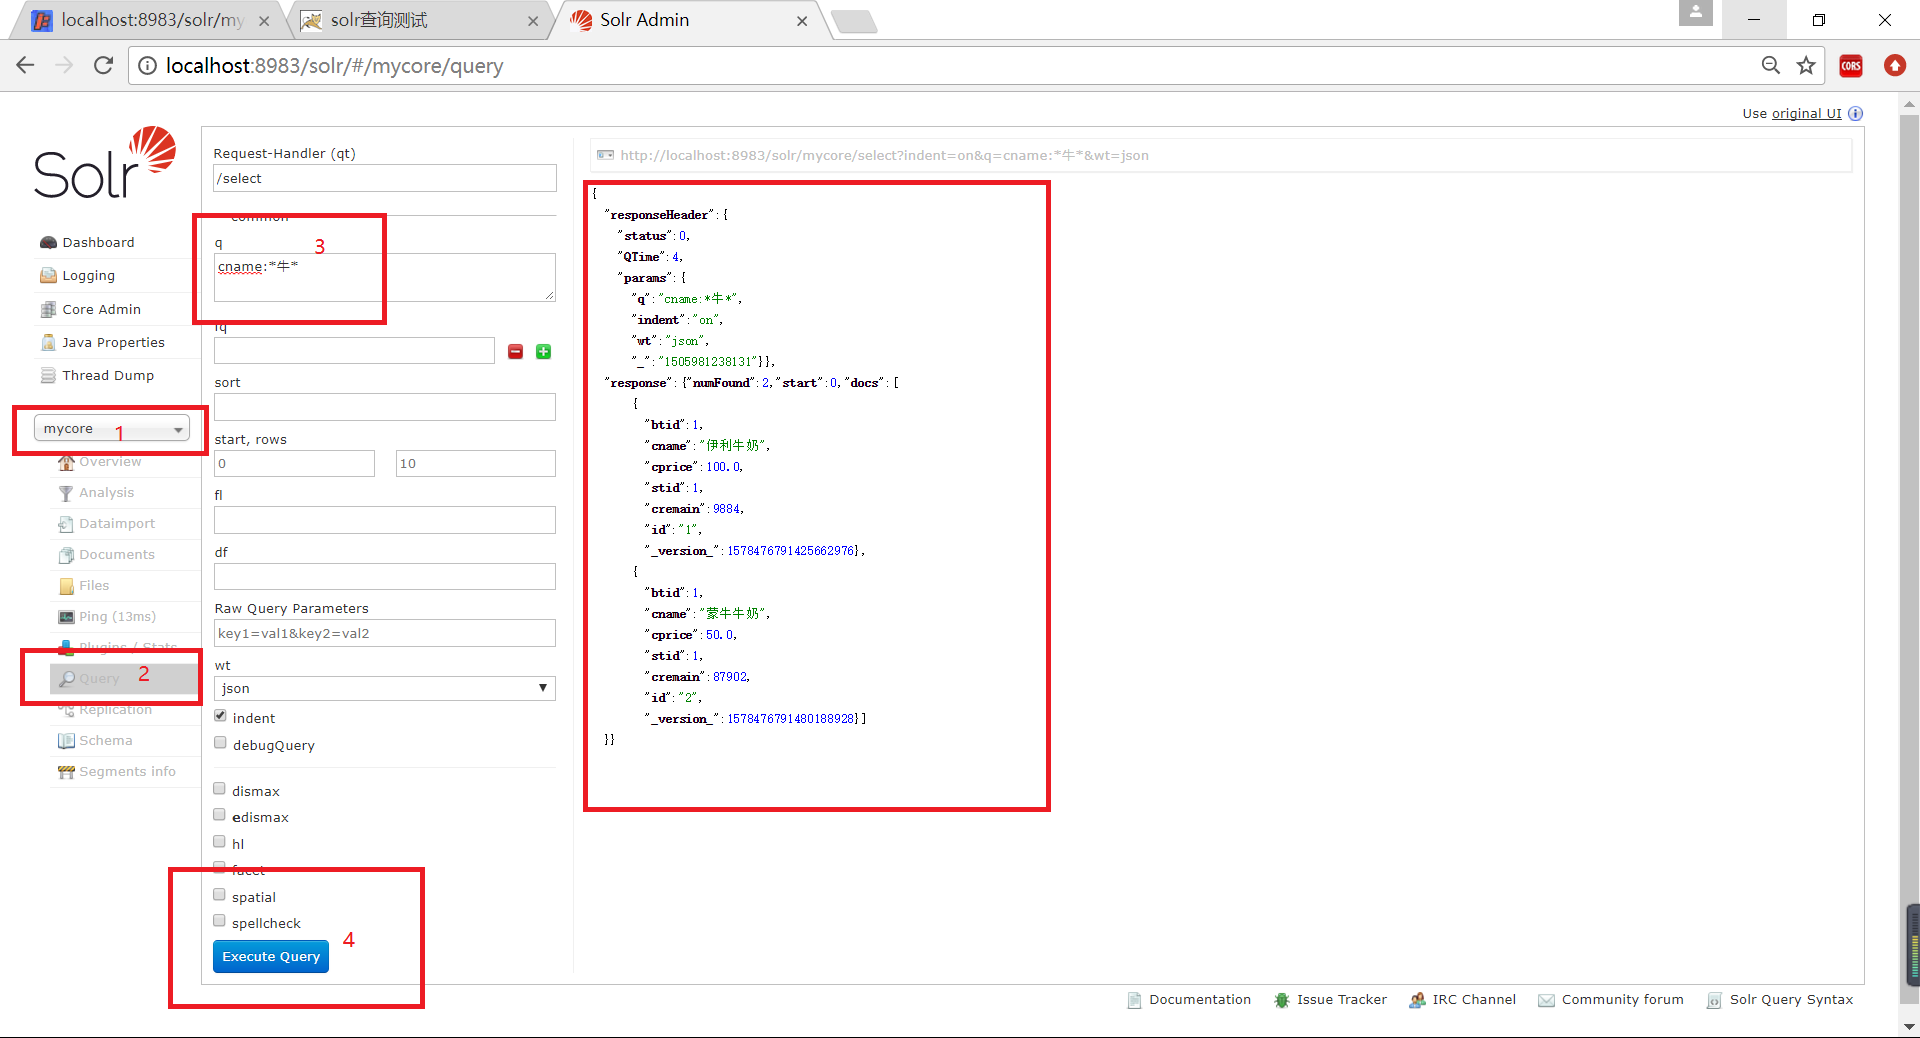 localhost:8983/solr/my
solr查询测试
Solr Admin
localhost:8983/solr/#/mycore/query
CORS
Use original UI
Solr
Dashboard
Logging
Core Admin
Java Properties
Thread Dump
mycore
1
Overview
Analysis
Dataimport
Documents
Files
Ping (13ms)
Plugins / Stats
Query
2
Replication
Schema
Segments info
Request-Handler (qt)
/select
common
q
3
cname:*牛*
fq
sort
start, rows
0
10
fl
df
Raw Query Parameters
key1=val1&key2=val2
wt
json
indent
debugQuery
dismax
edismax
hl
facet
spatial
spellcheck
Execute Query
4
http://localhost:8983/solr/mycore/select?indent=on&q=cname:*牛*&wt=json
{
"responseHeader":{
"status":0,
"QTime":4,
"params":{
"q":"cname:*牛*",
"indent":"on",
"wt":"json",
"_":"1505981238131"}},
"response":{"numFound":2,"start":0,"docs":[
{
"btid":1,
"cname":"伊利牛奶",
"cprice":100.0,
"stid":1,
"cremain":9884,
"id":"1",
"_version_":1578476791425662976},
{
"btid":1,
"cname":"蒙牛牛奶",
"cprice":50.0,
"stid":1,
"cremain":87902,
"id":"2",
"_version_":1578476791480188928}]
}}
Documentation
Issue Tracker
IRC Channel
Community forum
Solr Query Syntax